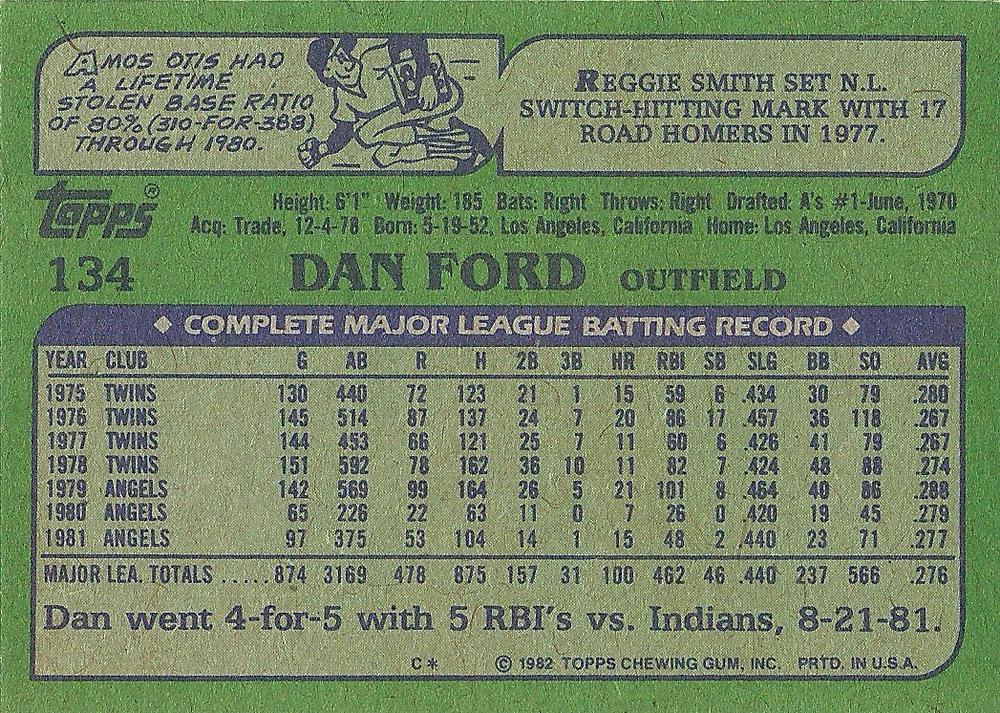 AMOS OTIS HAD
A LIFETIME
STOLEN BASE RATIO
OF 80% (310-FOR-388)
THROUGH 1980.
REGGIE SMITH SET N.L.
SWITCH-HITTING MARK WITH 17
ROAD HOMERS IN 1977.
Topps®
Height: 6'1" Weight: 185 Bats: Right Throws: Right Drafted: A's #1-June, 1970
Acq: Trade, 12-4-78 Born: 5-19-52, Los Angeles, California Home: Los Angeles, California
134 DAN FORD OUTFIELD
◆ COMPLETE MAJOR LEAGUE BATTING RECORD ◆
YEAR CLUB G AB R H 2B 3B HR RBI SB SLG BB SO AVG
1975 TWINS 130 440 72 123 21 1 15 59 6 .434 30 79 .280
1976 TWINS 145 514 87 137 24 7 20 86 17 .457 36 118 .267
1977 TWINS 144 453 66 121 25 7 11 60 6 .426 41 79 .267
1978 TWINS 151 592 78 162 36 10 11 82 7 .424 48 88 .274
1979 ANGELS 142 569 99 164 26 5 21 101 8 .464 40 86 .288
1980 ANGELS 65 226 22 63 11 0 7 26 0 .420 19 45 .279
1981 ANGELS 97 375 53 104 14 1 15 48 2 .440 23 71 .277
MAJOR LEA. TOTALS ..... 874 3169 478 875 157 31 100 462 46 .440 237 566 .276
Dan went 4-for-5 with 5 RBI's vs. Indians, 8-21-81.
C* © 1982 TOPPS CHEWING GUM, INC. PRTD. IN U.S.A.